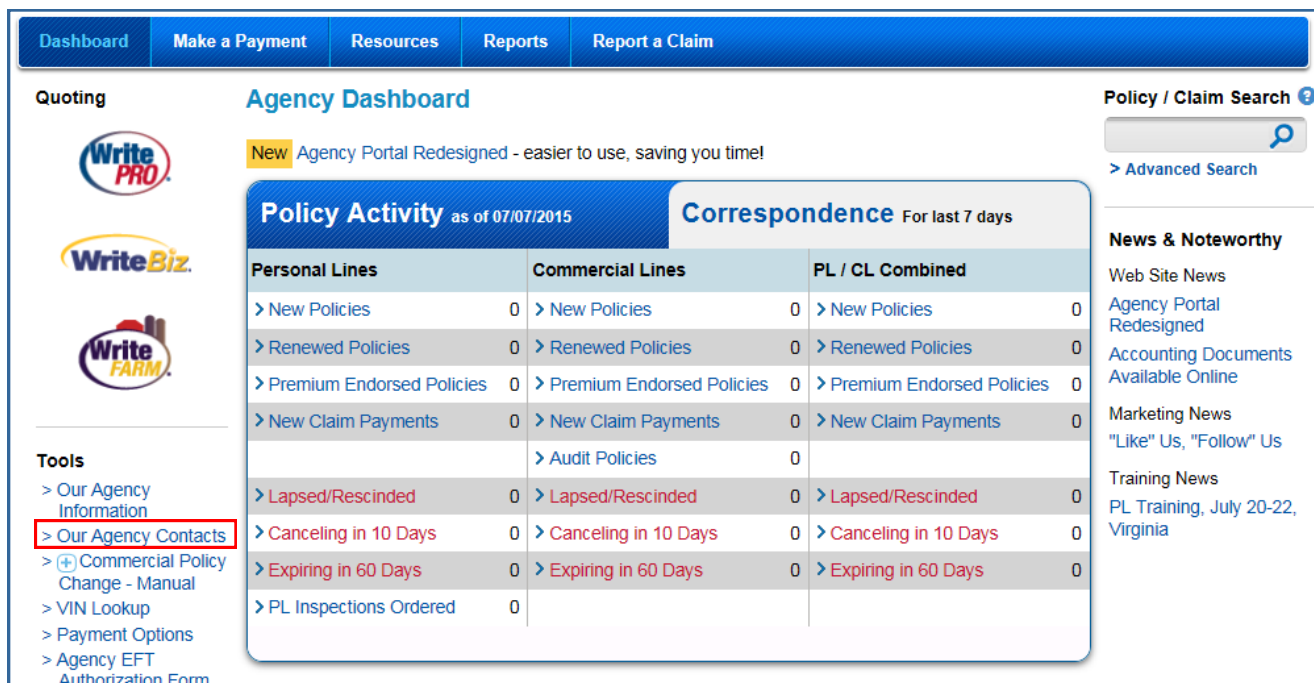 Dashboard Make a Payment Resources Reports Report a Claim
Quoting
Write
PRO.
WriteBiz.
Write
FARM.
Tools
> Our Agency
Information
> Our Agency Contacts
> + Commercial Policy
Change - Manual
> VIN Lookup
> Payment Options
> Agency EFT
Authorization Form
Agency Dashboard
New Agency Portal Redesigned - easier to use, saving you time!
Policy Activity as of 07/07/2015 Correspondence For last 7 days
Personal Lines Commercial Lines PL / CL Combined
> New Policies 0 > New Policies 0 > New Policies 0
> Renewed Policies 0 > Renewed Policies 0 > Renewed Policies 0
> Premium Endorsed Policies 0 > Premium Endorsed Policies 0 > Premium Endorsed Policies 0
> New Claim Payments 0 > New Claim Payments 0 > New Claim Payments 0
> Audit Policies 0
> Lapsed/Rescinded 0 > Lapsed/Rescinded 0 > Lapsed/Rescinded 0
> Canceling in 10 Days 0 > Canceling in 10 Days 0 > Canceling in 10 Days 0
> Expiring in 60 Days 0 > Expiring in 60 Days 0 > Expiring in 60 Days 0
> PL Inspections Ordered 0
Policy / Claim Search ?
> Advanced Search
News & Noteworthy
Web Site News
Agency Portal
Redesigned
Accounting Documents
Available Online
Marketing News
"Like" Us, "Follow" Us
Training News
PL Training, July 20-22,
Virginia